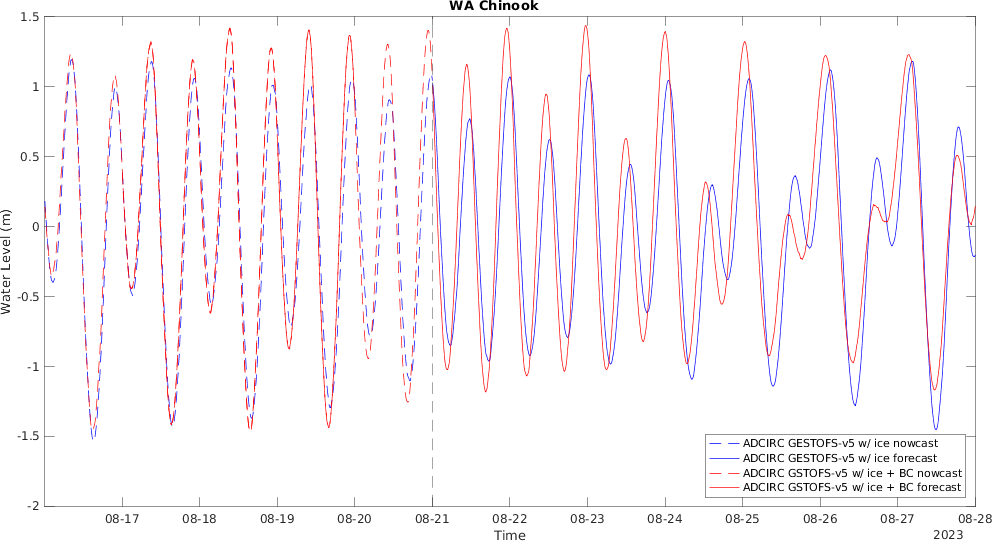 WA Chinook
1.5
1
0.5
0
-0.5
-1
-1.5
-2
Water Level (m)
08-17 08-18 08-19 08-20 08-21 08-22 08-23 08-24 08-25 08-26 08-27 08-28
Time
2023
ADCIRC GESTOFS-v5 w/ ice nowcast
ADCIRC GESTOFS-v5 w/ ice forecast
ADCIRC GSTOFS-v5 w/ ice + BC nowcast
ADCIRC GSTOFS-v5 w/ ice + BC forecast